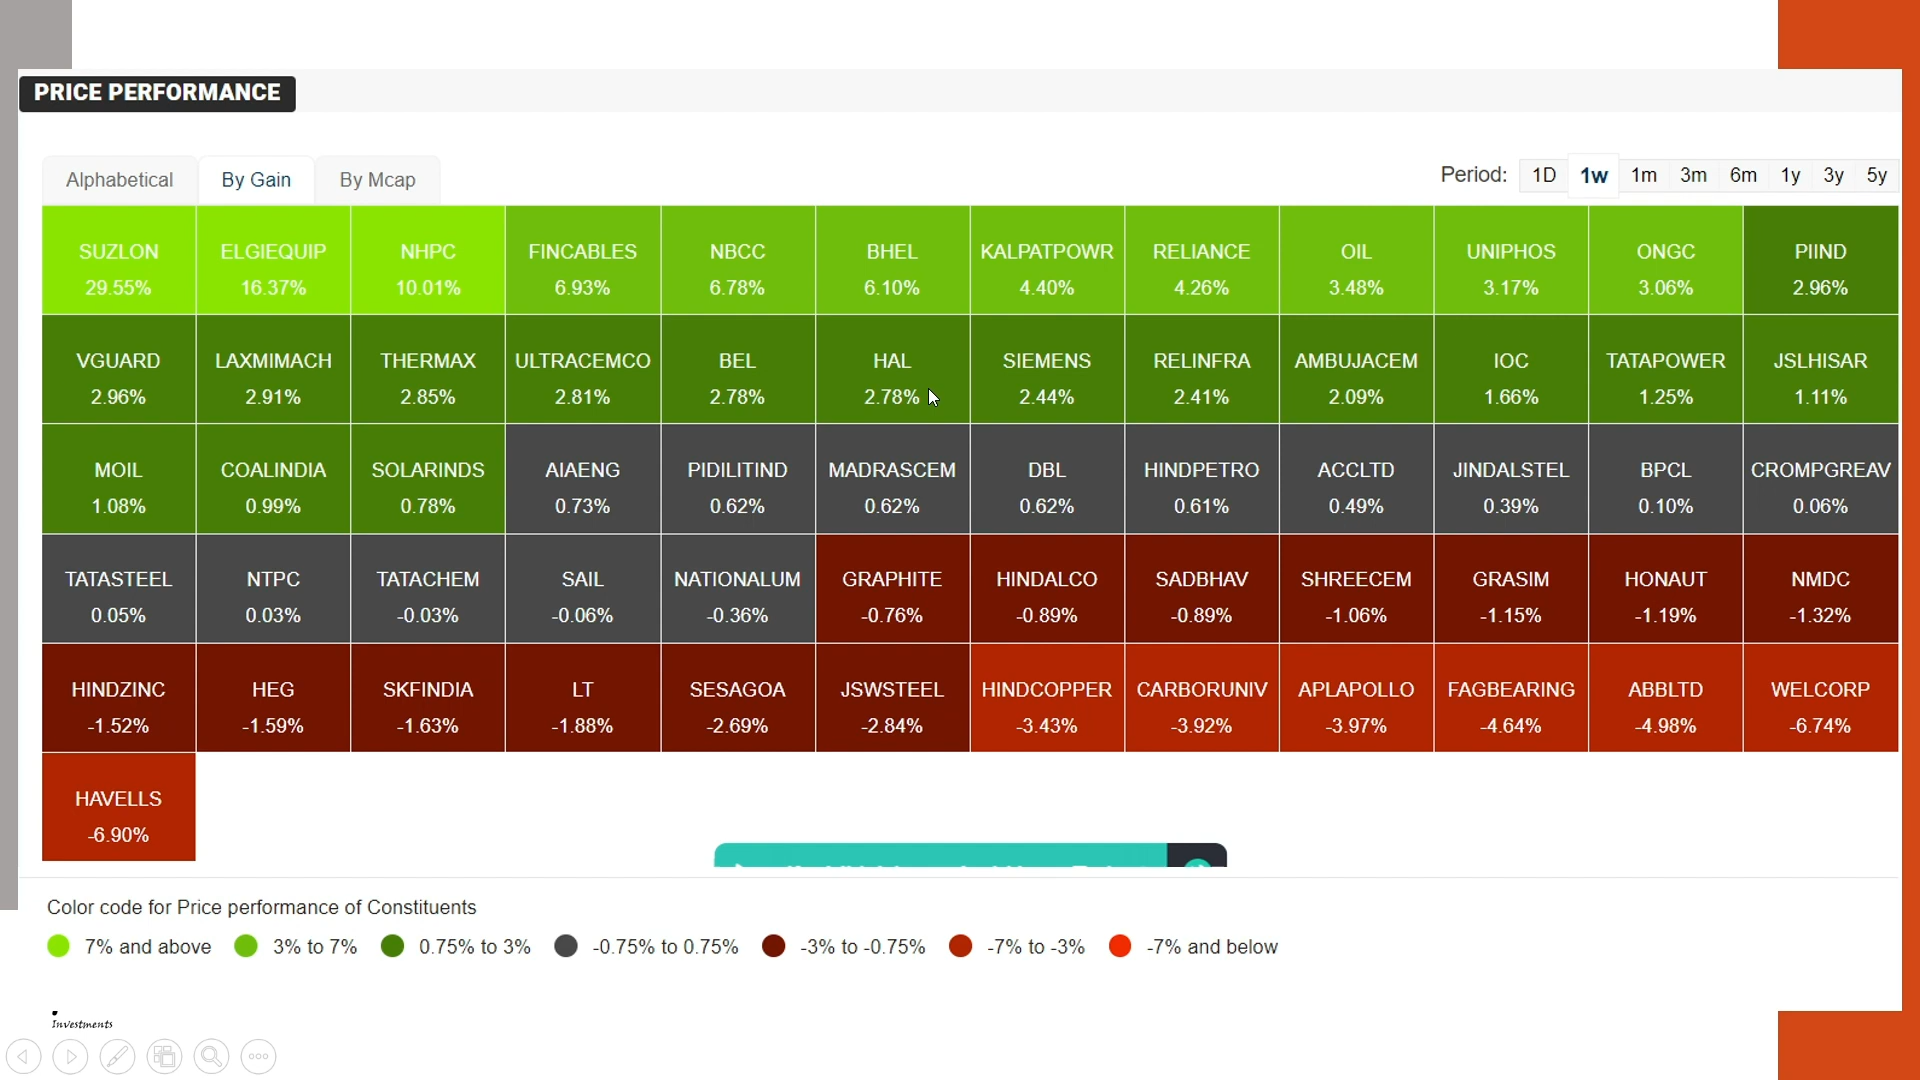 PRICE PERFORMANCE
Alphabetical By Gain By Mcap Period: 1D 1w 1m 3m 6m 1y 3y 5y
SUZLON ELGIEQUIP NHPC FINCABLES NBCC BHEL KALPATPOWR RELIANCE OIL UNIPHOS ONGC PIIND
29.55% 16.37% 10.01% 6.93% 6.78% 6.10% 4.40% 4.26% 3.48% 3.17% 3.06% 2.96%
VGUARD LAXMIMACH THERMAX ULTRACEMCO BEL HAL SIEMENS RELINFRA AMBUJACEM IOC TATAPOWER JSLHISAR
2.96% 2.91% 2.85% 2.81% 2.78% 2.78% 2.44% 2.41% 2.09% 1.66% 1.25% 1.11%
MOIL COALINDIA SOLARINDS AIAENG PIDILITIND MADRASCEM DBL HINDPETRO ACCLTD JINDALSTEL BPCL CROMPGREAV
1.08% 0.99% 0.78% 0.73% 0.62% 0.62% 0.62% 0.61% 0.49% 0.39% 0.10% 0.06%
TATASTEEL NTPC TATACHEM SAIL NATIONALUM GRAPHITE HINDALCO SADBHAV SHREECEM GRASIM HONAUT NMDC
0.05% 0.03% -0.03% -0.06% -0.36% -0.76% -0.89% -0.89% -1.06% -1.15% -1.19% -1.32%
HINDZINC HEG SKFINDIA LT SESAGOA JSWSTEEL HINDCOPPER CARBORUNIV APLAPOLLO FAGBEARING ABBLTD WELCORP
-1.52% -1.59% -1.63% -1.88% -2.69% -2.84% -3.43% -3.92% -3.97% -4.64% -4.98% -6.74%
HAVELLS
-6.90%
Color code for Price performance of Constituents
7% and above 3% to 7% 0.75% to 3% -0.75% to 0.75% -3% to -0.75% -7% to -3% -7% and below
Investments